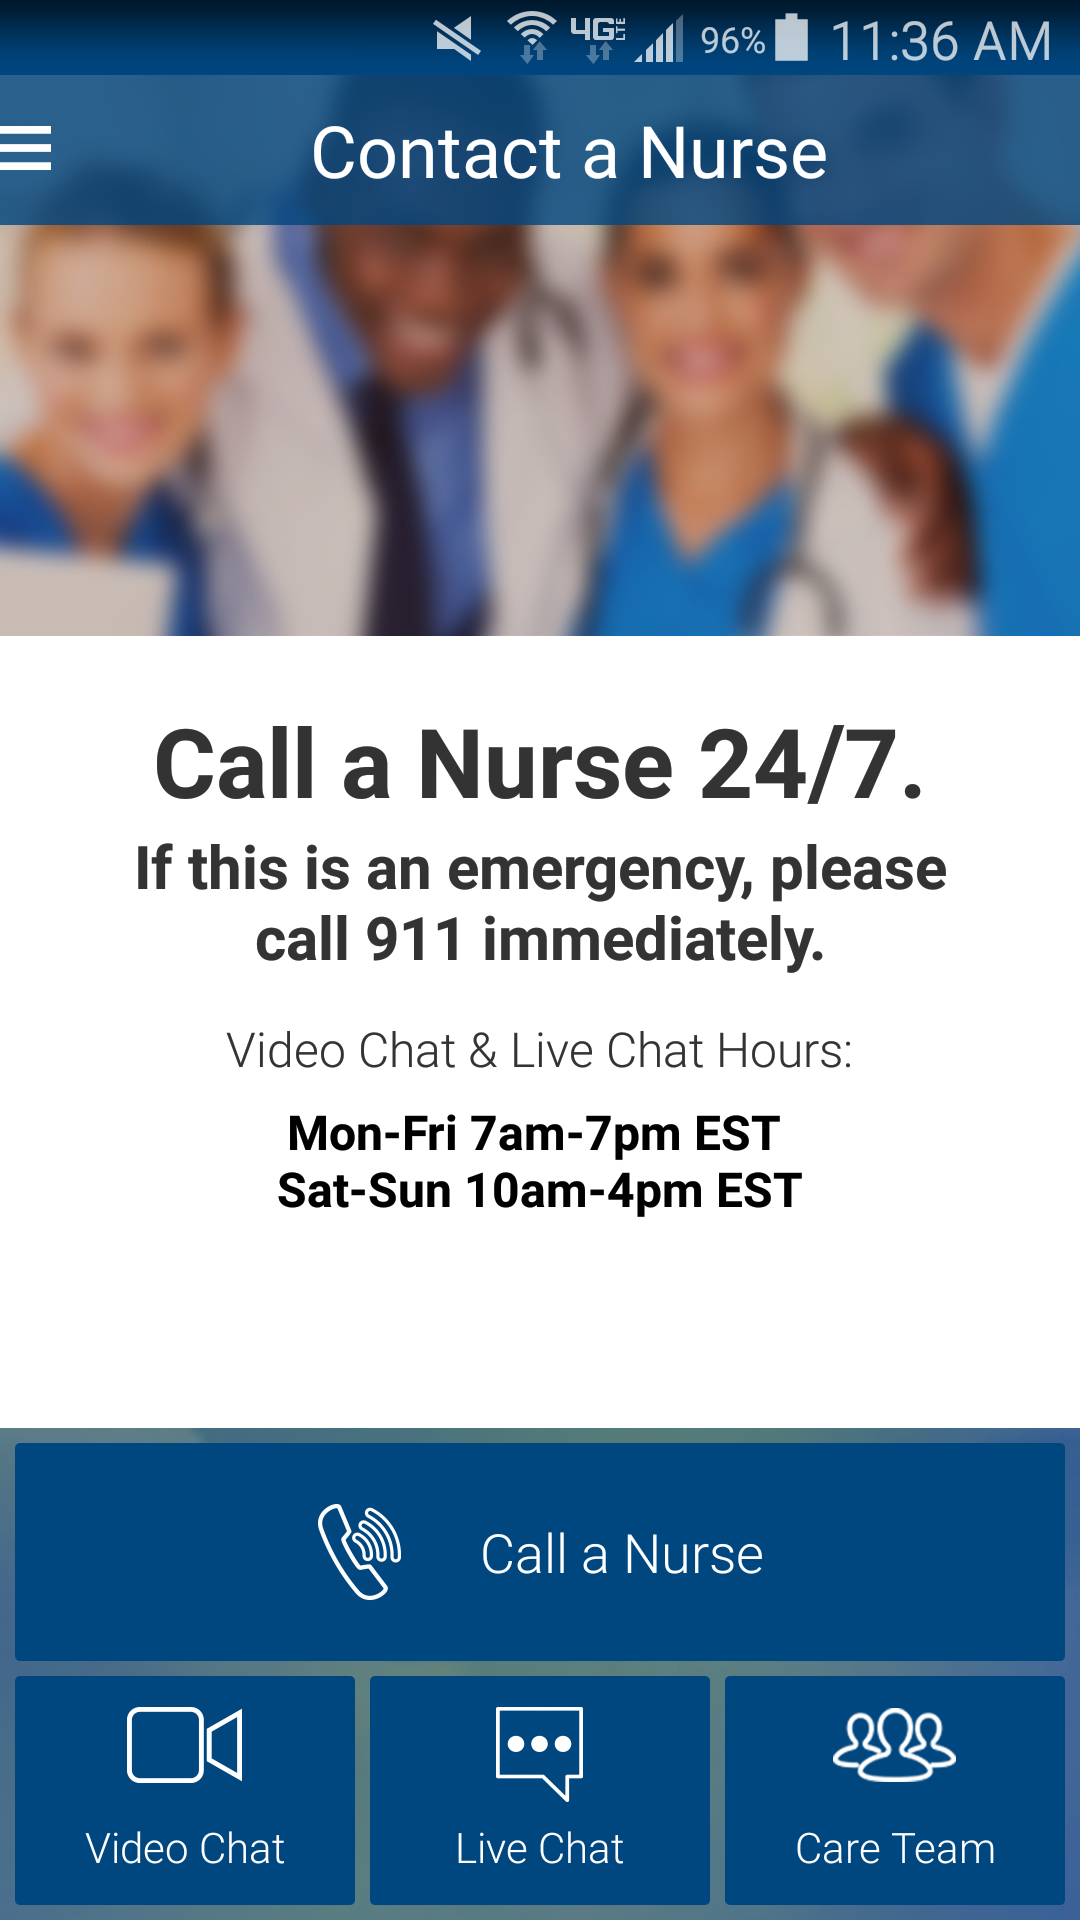 4G LTE 96% 11:36 AM
Contact a Nurse
Call a Nurse 24/7.
If this is an emergency, please
call 911 immediately.
Video Chat & Live Chat Hours:
Mon-Fri 7am-7pm EST
Sat-Sun 10am-4pm EST
Call a Nurse
Video Chat
Live Chat
Care Team